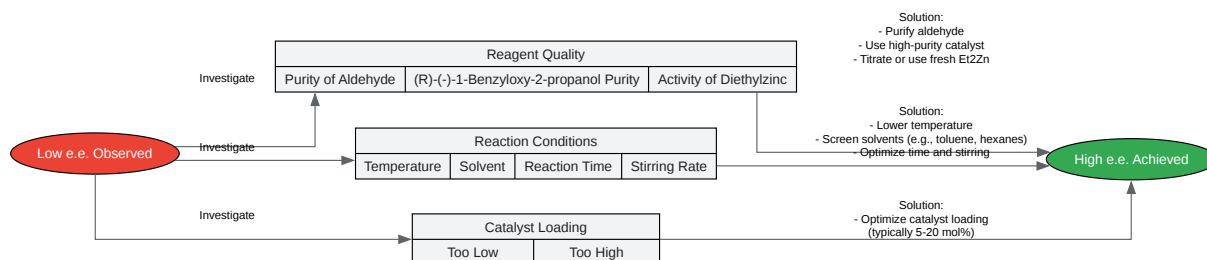 Solution:
- Purify aldehyde
- Use high-purity catalyst
- Titrate or use fresh Et2Zn
Reagent Quality
Investigate
Purity of Aldehyde
(R)-(-)-1-Benzyloxy-2-propanol Purity
Activity of Diethylzinc
Solution:
- Lower temperature
- Screen solvents (e.g., toluene, hexanes)
- Optimize time and stirring
Low e.e. Observed
Investigate
Reaction Conditions
Temperature
Solvent
Reaction Time
Stirring Rate
High e.e. Achieved
Investigate
Catalyst Loading
Too Low
Too High
Solution:
- Optimize catalyst loading
(typically 5-20 mol%)